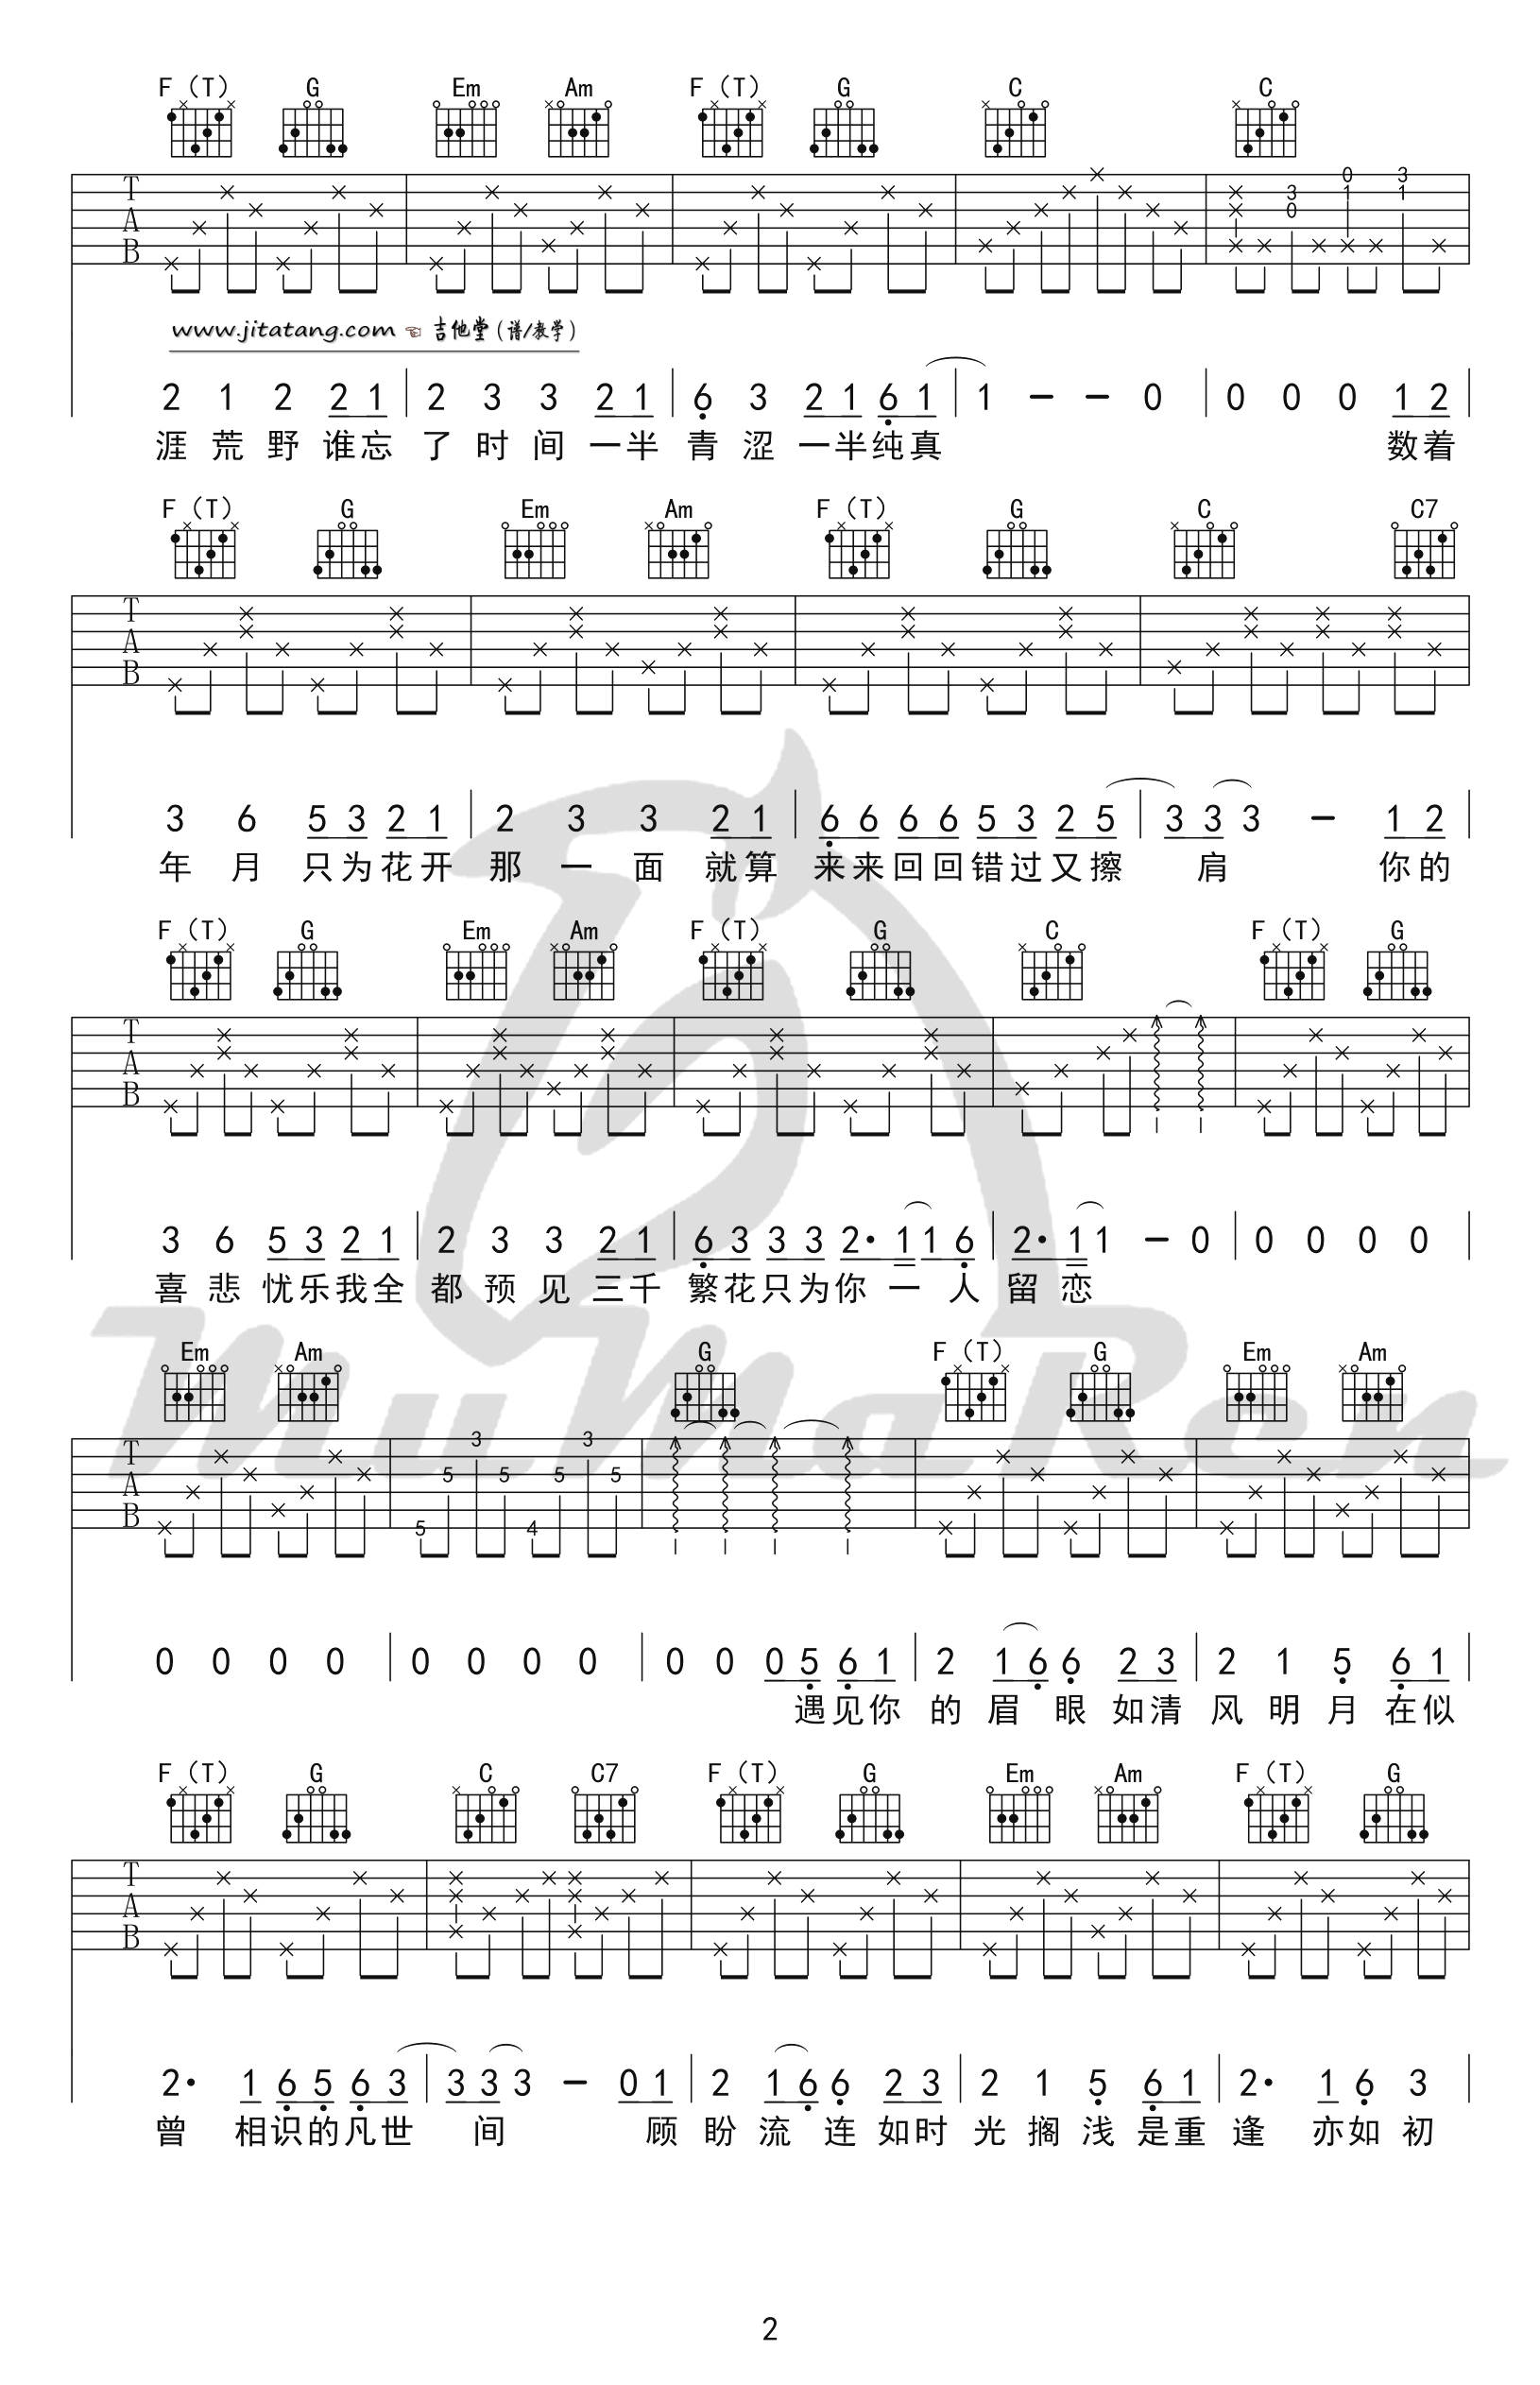 F (T) G Em Am F (T) G C C
T A B 0 3 3 1 1 0
www.jitatang.com ☜ 吉他堂(谱/教学)
2 1 2 2 1 | 2 3 3 2 1 | 6 3 2 1 6 1 | 1 — — 0 | 0 0 0 1 2 |
涯 荒 野 谁忘 了 时 间 一半 青 涩 一半纯真 数着
F (T) G Em Am F (T) G C C7
T A B
3 6 5 3 2 1 | 2 3 3 2 1 | 6 6 6 6 5 3 2 5 | 3 3 3 — 1 2 |
年 月 只为花开 那 一 面 就算 来来回回错过又擦 肩 你的
F (T) G Em Am F (T) G C F (T) G
T A B
3 6 5 3 2 1 | 2 3 3 2 1 | 6 3 3 3 2· 1 1 6 | 2· 1 1 — 0 | 0 0 0 0 |
喜 悲 忧乐我全 都 预 见 三千 繁花只为你 一 人 留 恋
MuMaRen
Em Am G F (T) G Em Am
T A B 5 5 3 5 4 5 3 5
0 0 0 0 | 0 0 0 0 | 0 0 0 5 6 1 | 2 1 6 6 2 3 | 2 1 5 6 1 |
遇见你 的 眉 眼 如清 风 明 月 在似
F (T) G C C7 F (T) G Em Am F (T) G
T A B
2· 1 6 5 6 3 | 3 3 3 — 0 1 | 2 1 6 6 2 3 | 2 1 5 6 1 | 2· 1 6 3 |
曾 相识的凡世 间 顾 盼 流 连 如时 光 搁 浅 是重 逢 亦如 初
2